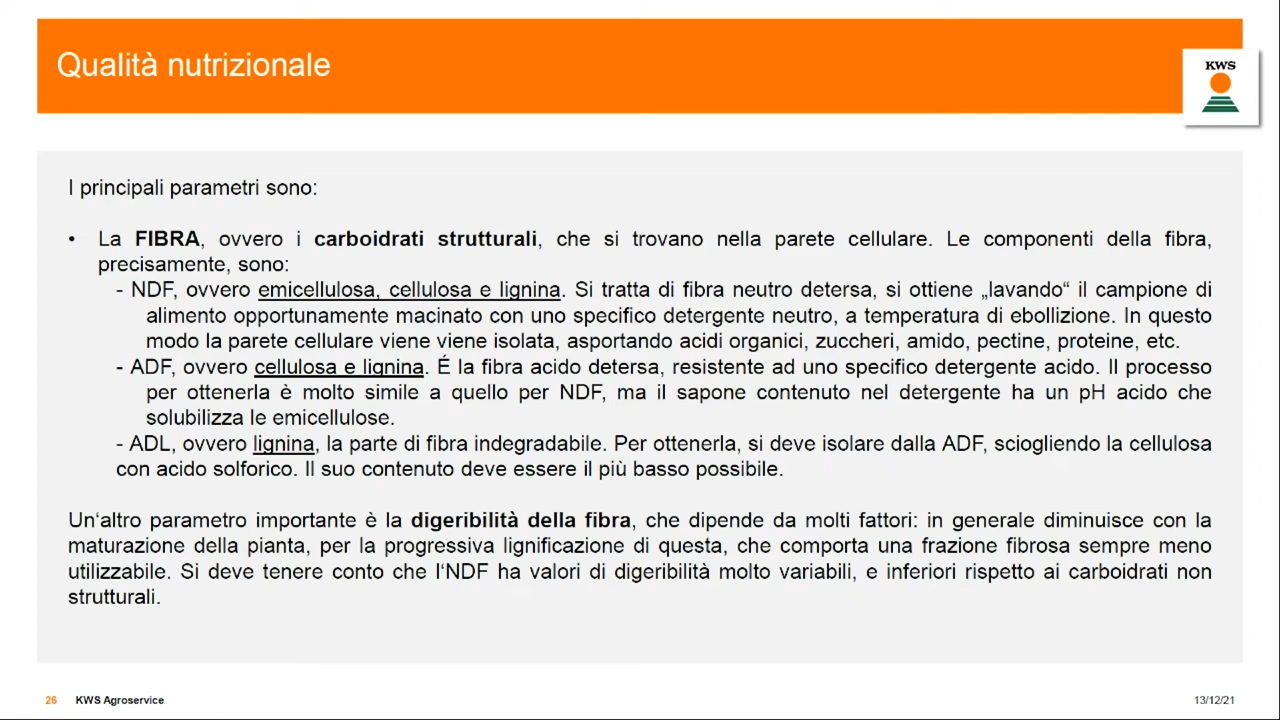 Qualità nutrizionale
KWS
I principali parametri sono:
• La FIBRA, ovvero i carboidrati strutturali, che si trovano nella parete cellulare. Le componenti della fibra,
precisamente, sono:
- NDF, ovvero emicellulosa, cellulosa e lignina. Si tratta di fibra neutro detersa, si ottiene „lavando“ il campione di
alimento opportunamente macinato con uno specifico detergente neutro, a temperatura di ebollizione. In questo
modo la parete cellulare viene viene isolata, asportando acidi organici, zuccheri, amido, pectine, proteine, etc.
- ADF, ovvero cellulosa e lignina. É la fibra acido detersa, resistente ad uno specifico detergente acido. Il processo
per ottenerla è molto simile a quello per NDF, ma il sapone contenuto nel detergente ha un pH acido che
solubilizza le emicellulose.
- ADL, ovvero lignina, la parte di fibra indegradabile. Per ottenerla, si deve isolare dalla ADF, sciogliendo la cellulosa
con acido solforico. Il suo contenuto deve essere il più basso possibile.
Un‘altro parametro importante è la digeribilità della fibra, che dipende da molti fattori: in generale diminuisce con la
maturazione della pianta, per la progressiva lignificazione di questa, che comporta una frazione fibrosa sempre meno
utilizzabile. Si deve tenere conto che l‘NDF ha valori di digeribilità molto variabili, e inferiori rispetto ai carboidrati non
strutturali.
26 KWS Agroservice
13/12/21